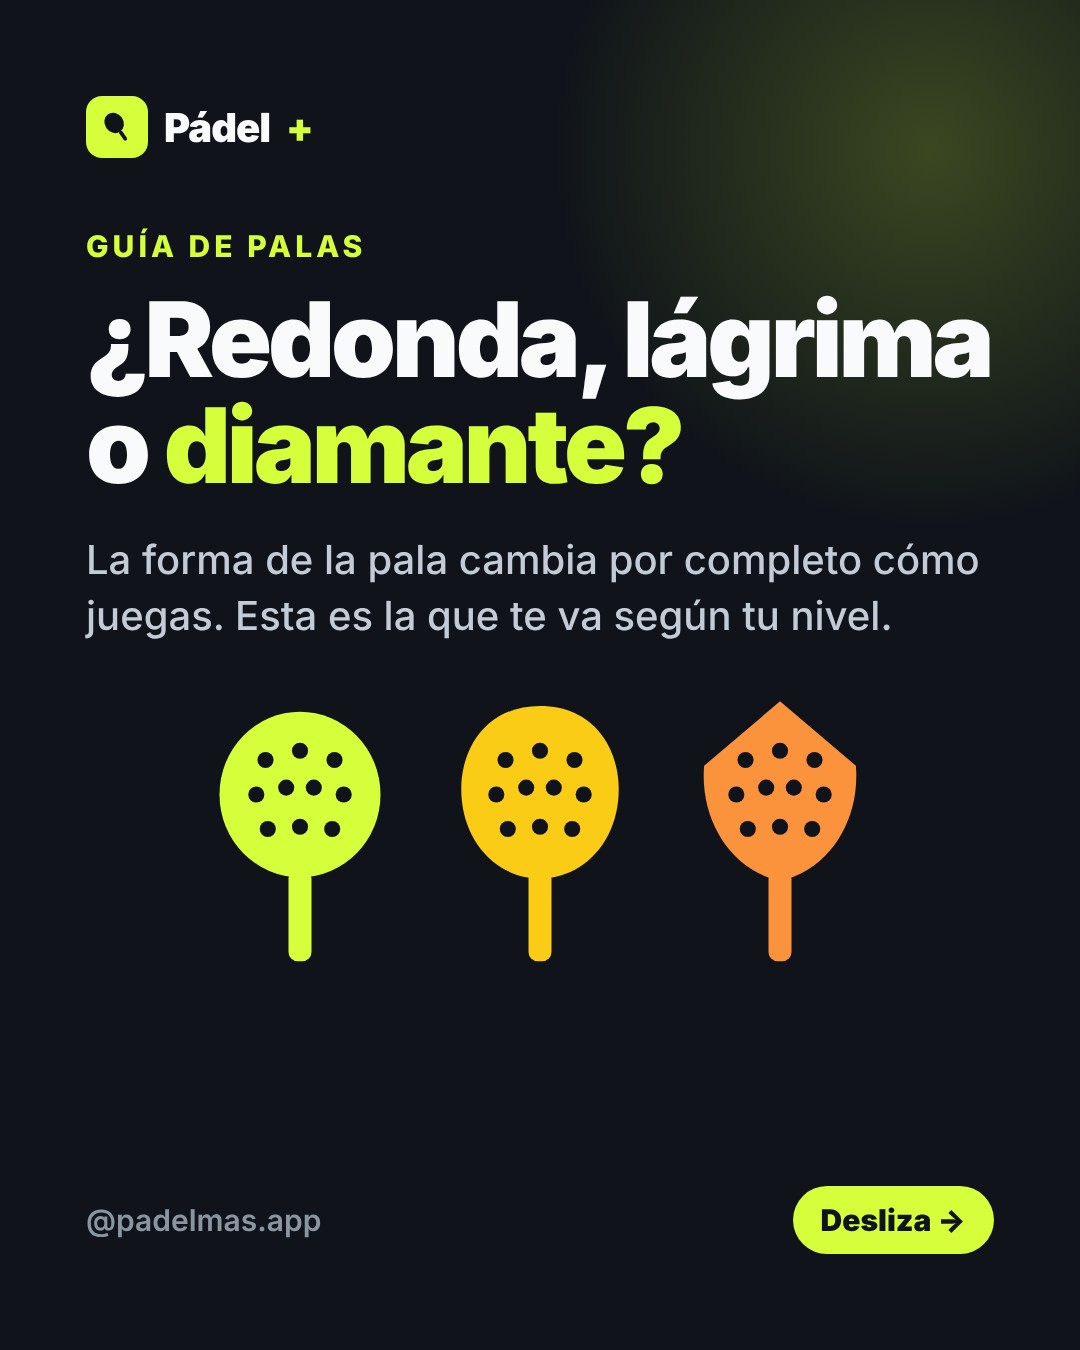 Pádel +
GUÍA DE PALAS
¿Redonda, lágrima
o diamante?
La forma de la pala cambia por completo cómo
juegas. Esta es la que te va según tu nivel.
@padelmas.app
Desliza →